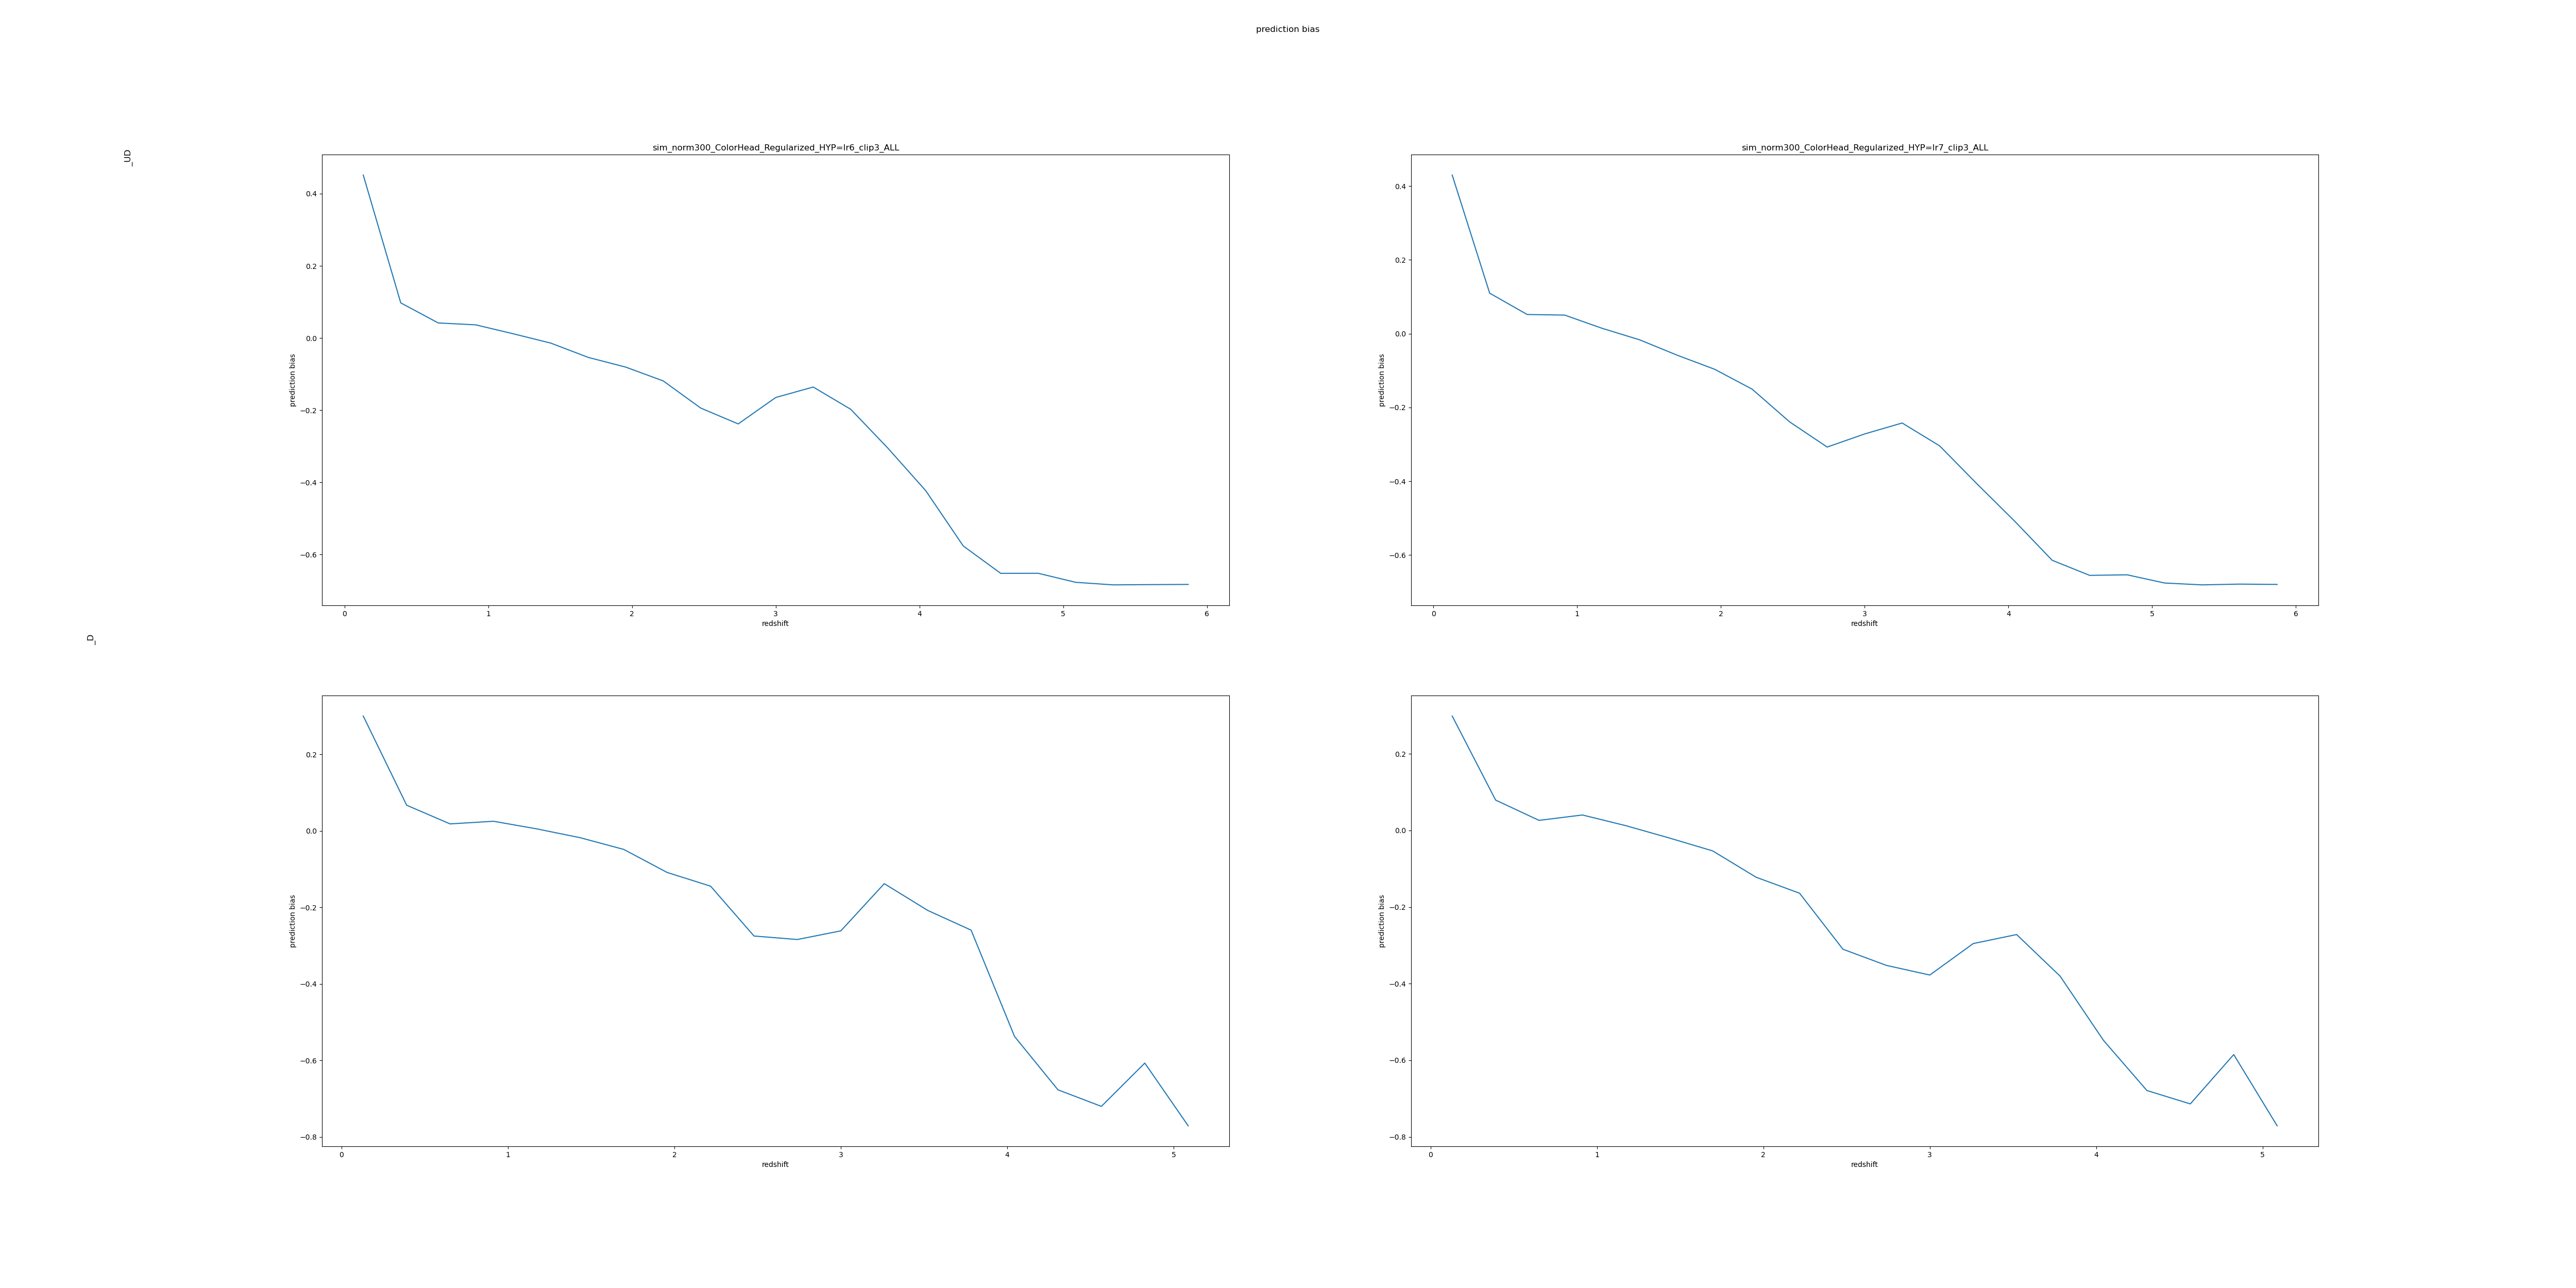 prediction bias
_UD
sim_norm300_ColorHead_Regularized_HYP=lr6_clip3_ALL
0.4
0.2
0.0
−0.2
−0.4
−0.6
prediction bias
0 1 2 3 4 5 6
redshift
sim_norm300_ColorHead_Regularized_HYP=lr7_clip3_ALL
0.4
0.2
0.0
−0.2
−0.4
−0.6
prediction bias
0 1 2 3 4 5 6
redshift
_D
0.2
0.0
−0.2
−0.4
−0.6
−0.8
prediction bias
0 1 2 3 4 5
redshift
0.2
0.0
−0.2
−0.4
−0.6
−0.8
prediction bias
0 1 2 3 4 5
redshift